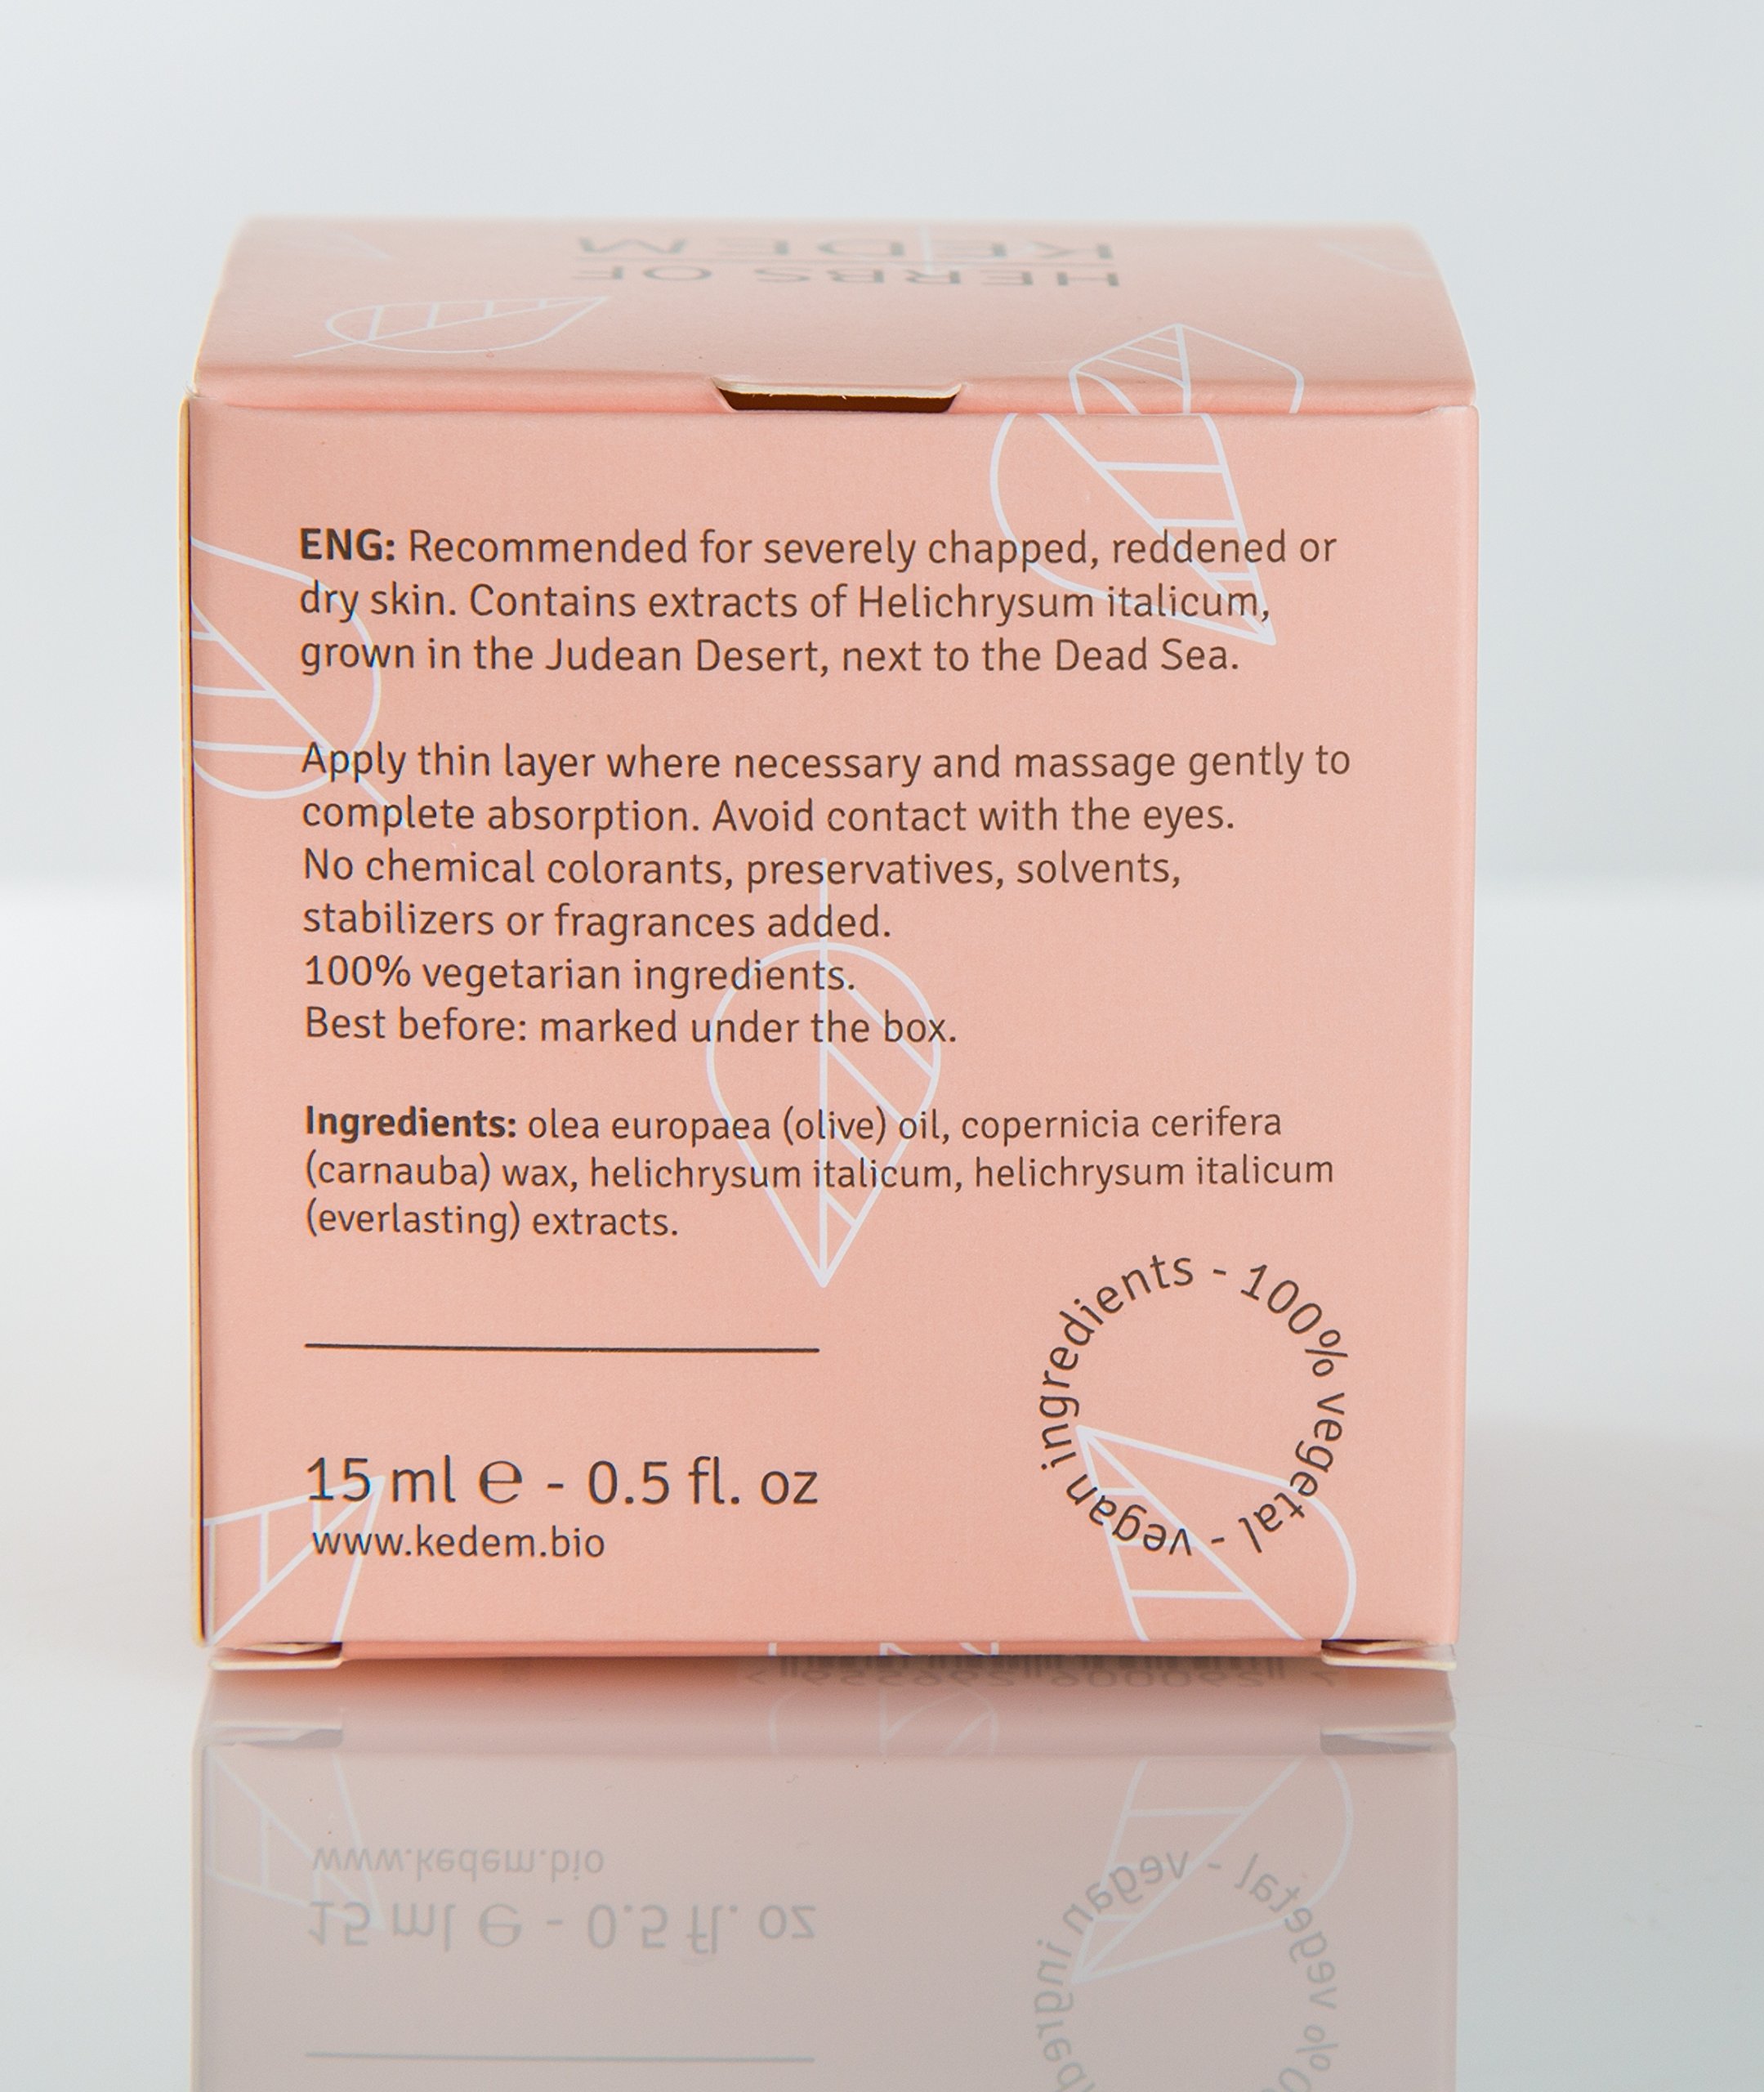 HERBS OF
KEDEM
ENG: Recommended for severely chapped, reddened or
dry skin. Contains extracts of Helichrysum italicum,
grown in the Judean Desert, next to the Dead Sea.
Apply thin layer where necessary and massage gently to
complete absorption. Avoid contact with the eyes.
No chemical colorants, preservatives, solvents,
stabilizers or fragrances added.
100% vegetarian ingredients.
Best before: marked under the box.
Ingredients: olea europaea (olive) oil, copernicia cerifera
(carnauba) wax, helichrysum italicum, helichrysum italicum
(everlasting) extracts.
15 ml ℮ - 0.5 fl. oz
www.kedem.bio
100% vegetal - vegan ingredients -